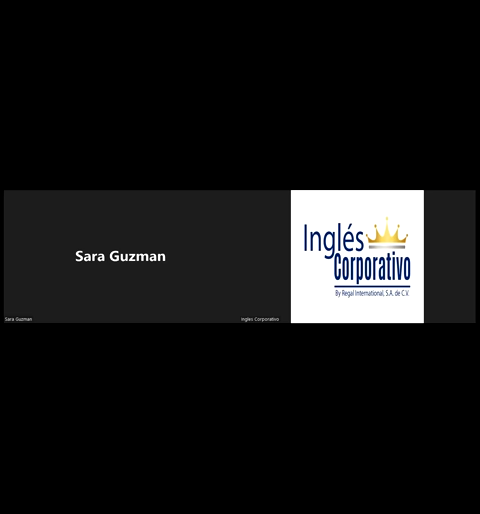 Sara Guzman
Inglés
Corporativo
By Regal International, S.A. de C.V.
Sara Guzman
Ingles Corporativo